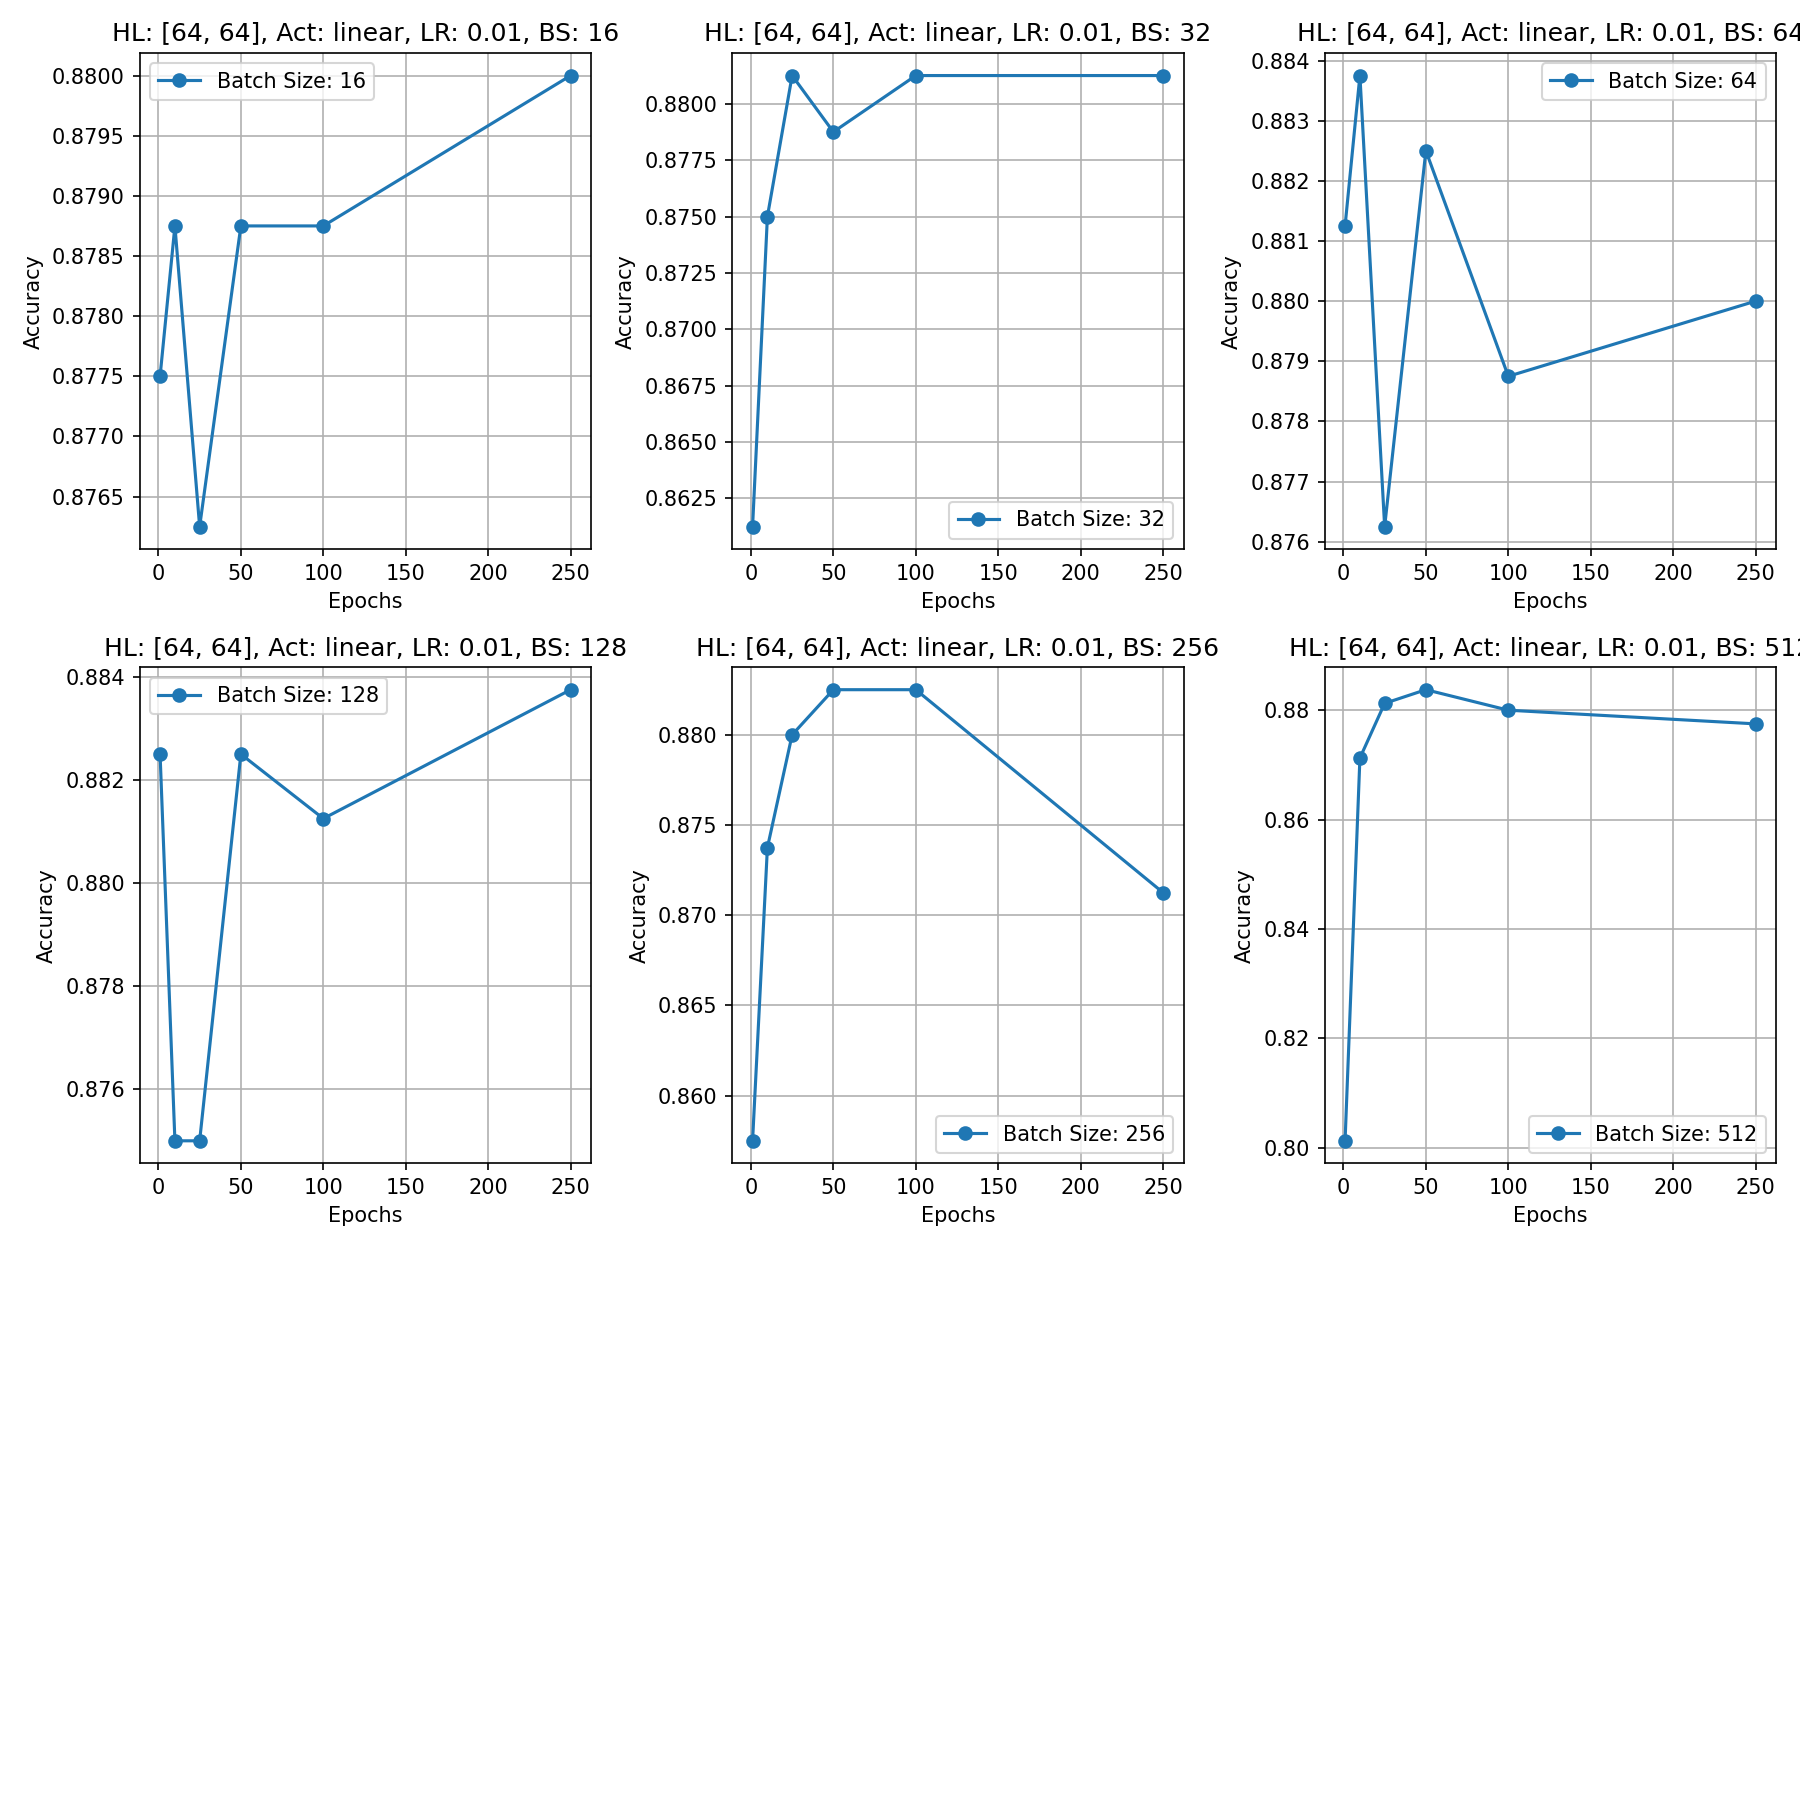 HL: [64, 64], Act: linear, LR: 0.01, BS: 16
Batch Size: 16
0.8800
0.8795
0.8790
0.8785
0.8780
0.8775
0.8770
0.8765
Accuracy
0 50 100 150 200 250
Epochs
HL: [64, 64], Act: linear, LR: 0.01, BS: 32
0.8800
0.8775
0.8750
0.8725
0.8700
0.8675
0.8650
0.8625
Accuracy
Batch Size: 32
0 50 100 150 200 250
Epochs
HL: [64, 64], Act: linear, LR: 0.01, BS: 64
Batch Size: 64
0.884
0.883
0.882
0.881
0.880
0.879
0.878
0.877
0.876
Accuracy
0 50 100 150 200 250
Epochs
HL: [64, 64], Act: linear, LR: 0.01, BS: 128
Batch Size: 128
0.884
0.882
0.880
0.878
0.876
Accuracy
0 50 100 150 200 250
Epochs
HL: [64, 64], Act: linear, LR: 0.01, BS: 256
0.880
0.875
0.870
0.865
0.860
Accuracy
Batch Size: 256
0 50 100 150 200 250
Epochs
HL: [64, 64], Act: linear, LR: 0.01, BS: 512
0.88
0.86
0.84
0.82
0.80
Accuracy
Batch Size: 512
0 50 100 150 200 250
Epochs